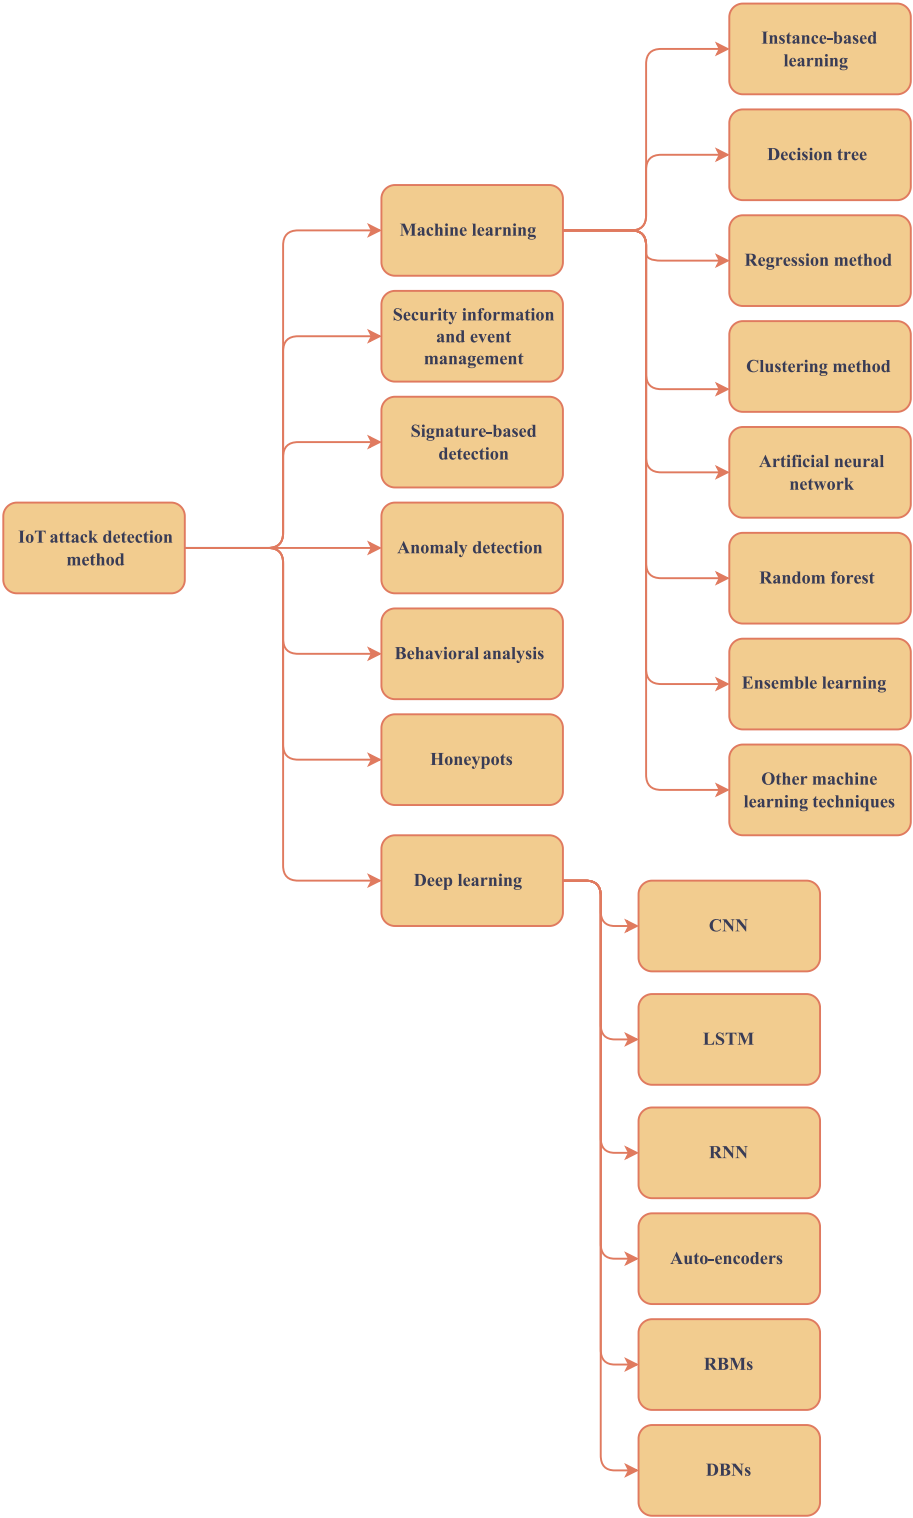 IoT attack detection
method
Machine learning
Security information
and event
management
Signature-based
detection
Anomaly detection
Behavioral analysis
Honeypots
Deep learning
Instance-based
learning
Decision tree
Regression method
Clustering method
Artificial neural
network
Random forest
Ensemble learning
Other machine
learning techniques
CNN
LSTM
RNN
Auto-encoders
RBMs
DBNs